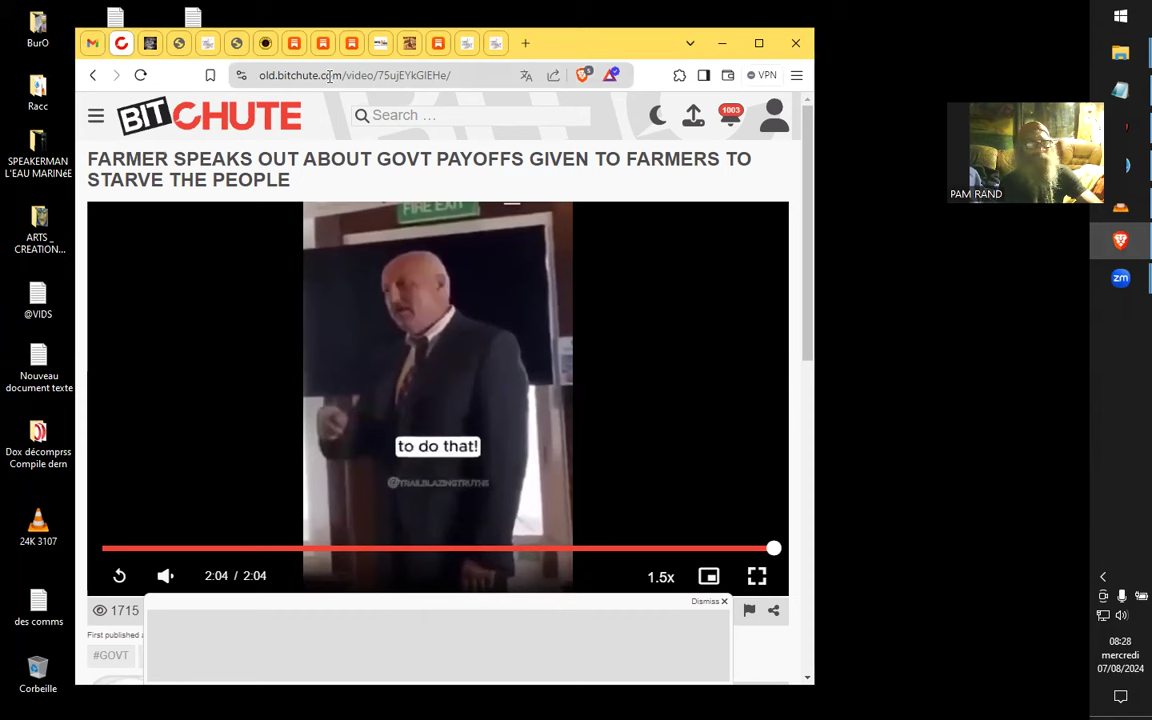 BurO
Racc
SPEAKERMAN
L'EAU MARINéE
ARTS _
CREATION...
@VIDS
Nouveau
document texte
Dox décomprss
Compile dern
24K 3107
des comms
Corbeille
old.bitchute.com/video/75ujEYkGIEHe/
5
VPN
BITCHUTE
Search ...
1003
FARMER SPEAKS OUT ABOUT GOVT PAYOFFS GIVEN TO FARMERS TO
STARVE THE PEOPLE
FIRE EXIT
to do that!
@TRAILBLAZINGTRUTHS
2:04 / 2:04
1.5x
1715
Dismiss
First published
#GOVT
PAM RAND
zm
08:28
mercredi
07/08/2024